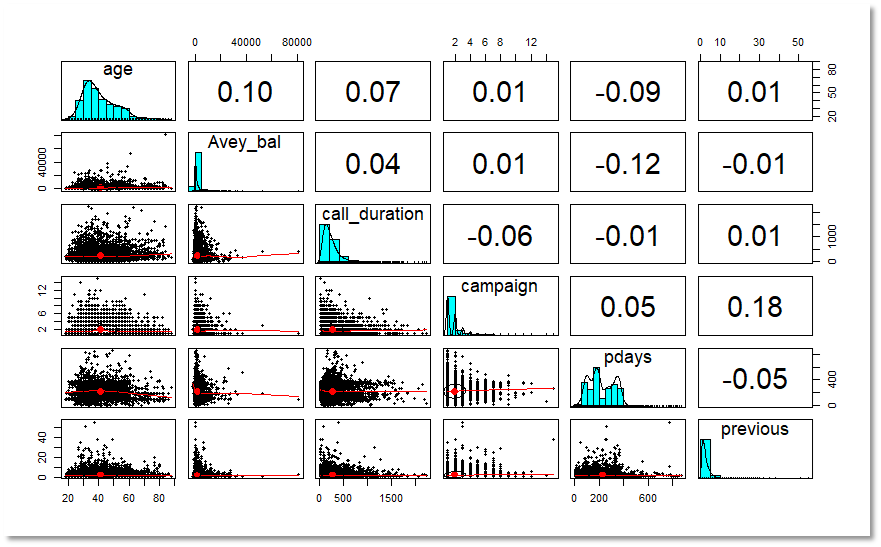 0 40000 80000 2 4 6 8 12 0 10 30 50
age 0.10 0.07 0.01 -0.09 0.01 20 50 80
0 40000 Avey_bal 0.04 0.01 -0.12 -0.01
call_duration -0.06 -0.01 0.01 0 1000
2 6 12 campaign 0.05 0.18
pdays -0.05 0 400
0 20 40 previous
20 40 60 80 0 500 1500 0 200 600